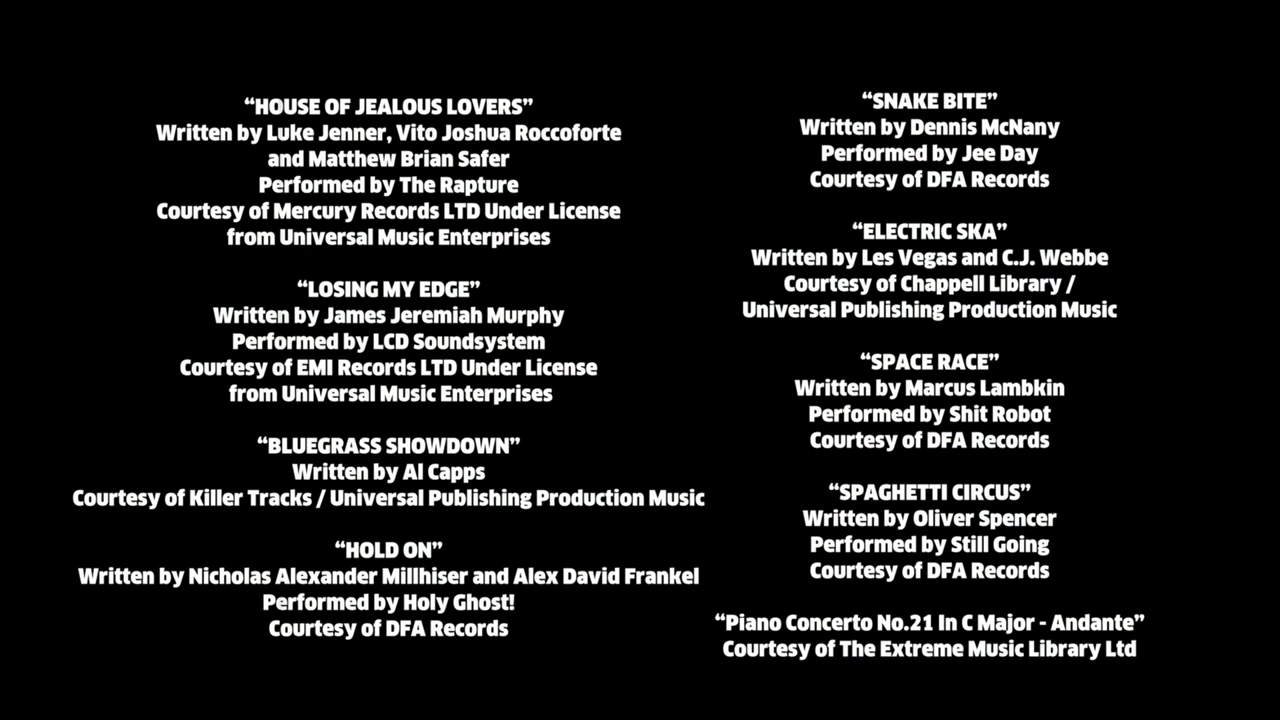 “HOUSE OF JEALOUS LOVERS”
Written by Luke Jenner, Vito Joshua Roccoforte
and Matthew Brian Safer
Performed by The Rapture
Courtesy of Mercury Records LTD Under License
from Universal Music Enterprises
“LOSING MY EDGE”
Written by James Jeremiah Murphy
Performed by LCD Soundsystem
Courtesy of EMI Records LTD Under License
from Universal Music Enterprises
“BLUEGRASS SHOWDOWN”
Written by Al Capps
Courtesy of Killer Tracks / Universal Publishing Production Music
“HOLD ON”
Written by Nicholas Alexander Millhiser and Alex David Frankel
Performed by Holy Ghost!
Courtesy of DFA Records
“SNAKE BITE”
Written by Dennis McNany
Performed by Jee Day
Courtesy of DFA Records
“ELECTRIC SKA”
Written by Les Vegas and C.J. Webbe
Courtesy of Chappell Library /
Universal Publishing Production Music
“SPACE RACE”
Written by Marcus Lambkin
Performed by Shit Robot
Courtesy of DFA Records
“SPAGHETTI CIRCUS”
Written by Oliver Spencer
Performed by Still Going
Courtesy of DFA Records
“Piano Concerto No.21 In C Major - Andante”
Courtesy of The Extreme Music Library Ltd